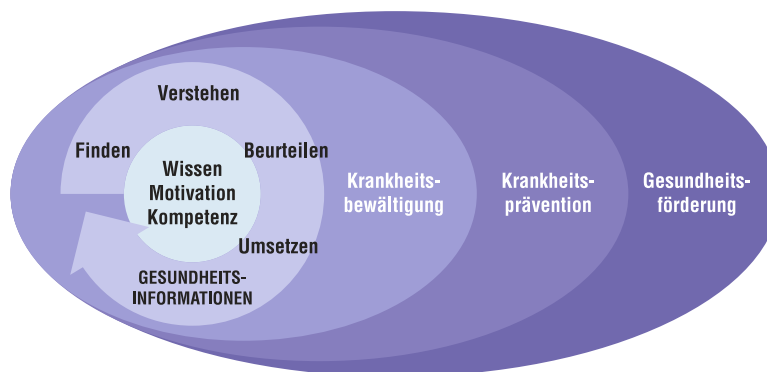 Verstehen
Finden
Beurteilen
Wissen
Motivation
Kompetenz
Umsetzen
GESUNDHEITS-
INFORMATIONEN
Krankheits-
bewältigung
Krankheits-
prävention
Gesundheits-
förderung